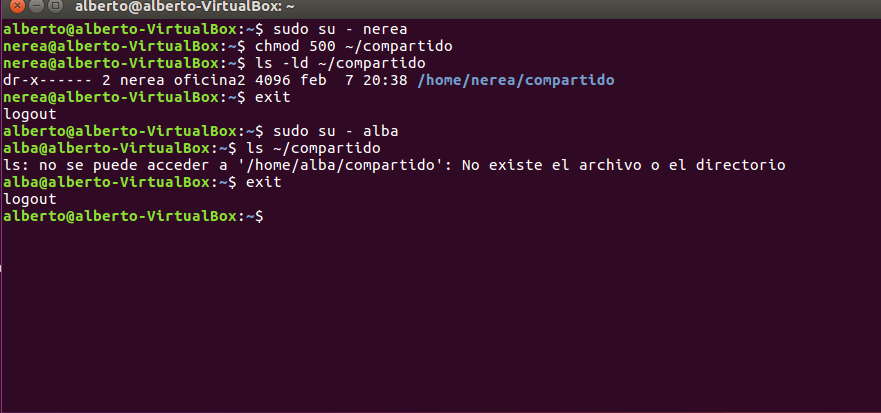 alberto@alberto-VirtualBox: ~
alberto@alberto-VirtualBox:~$ sudo su - nerea
nerea@alberto-VirtualBox:~$ chmod 500 ~/compartido
nerea@alberto-VirtualBox:~$ ls -ld ~/compartido
dr-x------ 2 nerea oficina2 4096 feb  7 20:38 /home/nerea/compartido
nerea@alberto-VirtualBox:~$ exit
logout
alberto@alberto-VirtualBox:~$ sudo su - alba
alba@alberto-VirtualBox:~$ ls ~/compartido
ls: no se puede acceder a '/home/alba/compartido': No existe el archivo o el directorio
alba@alberto-VirtualBox:~$ exit
logout
alberto@alberto-VirtualBox:~$